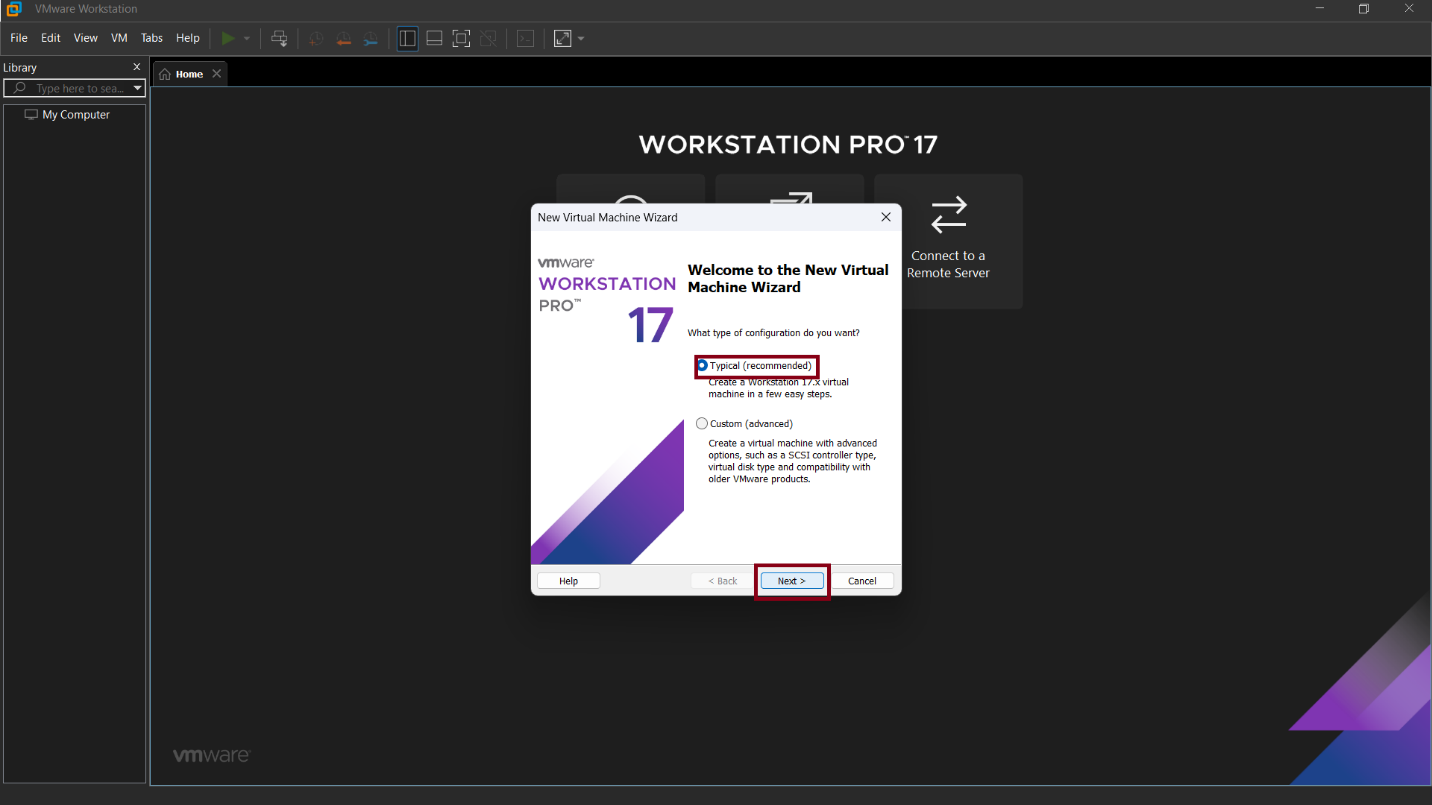 VMware Workstation
File Edit View VM Tabs Help
Library
Type here to sea...
My Computer
Home
WORKSTATION PRO™ 17
Connect to a
Remote Server
New Virtual Machine Wizard
vmware®
WORKSTATION
PRO™
17
Welcome to the New Virtual
Machine Wizard
What type of configuration do you want?
Typical (recommended)
Create a Workstation 17.x virtual
machine in a few easy steps.
Custom (advanced)
Create a virtual machine with advanced
options, such as a SCSI controller type,
virtual disk type and compatibility with
older VMware products.
Help < Back Next > Cancel
vmware®